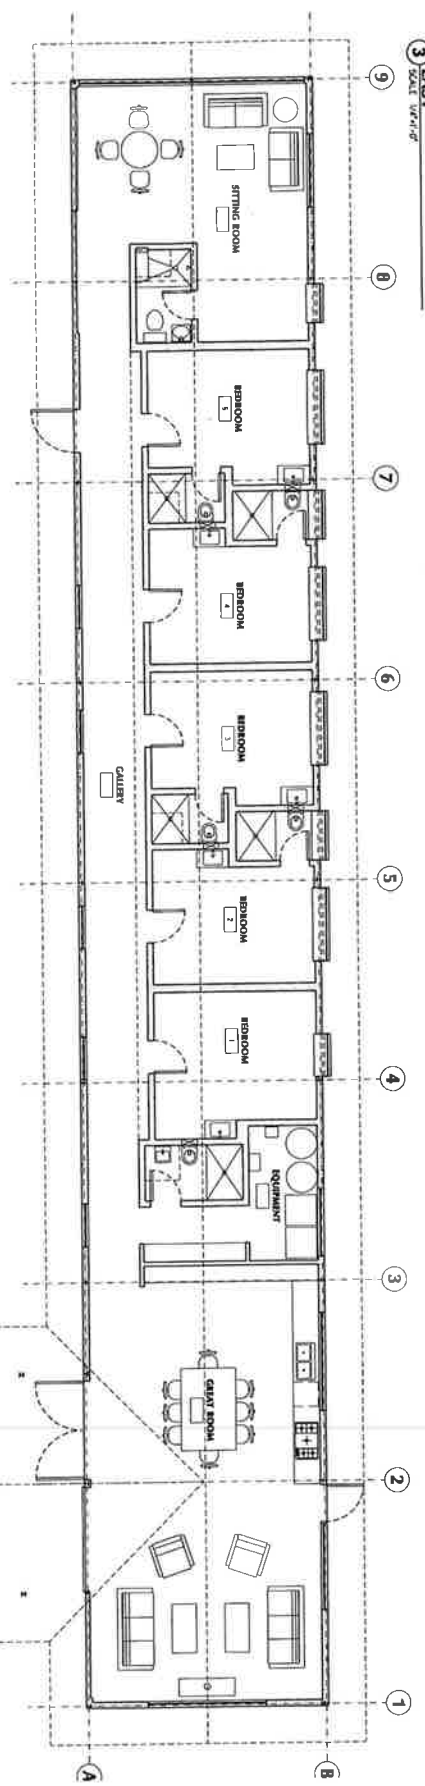 3
SCALE 1/4"=1'-0"
9
8
7
6
5
4
3
2
1
A
B
SITTING ROOM
BEDROOM
5
BEDROOM
4
BEDROOM
3
BEDROOM
2
BEDROOM
1
GALLERY
EQUIPMENT
GREAT ROOM